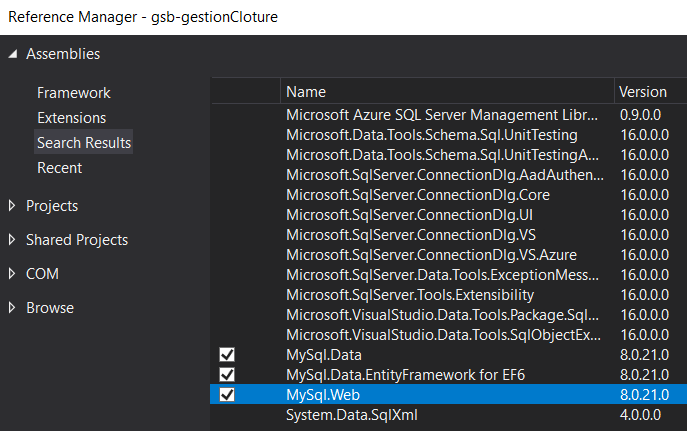 Reference Manager - gsb-gestionCloture
Assemblies
Framework
Extensions
Search Results
Recent
Projects
Shared Projects
COM
Browse
Name Version
Microsoft Azure SQL Server Management Libr... 0.9.0.0
Microsoft.Data.Tools.Schema.Sql.UnitTesting 16.0.0.0
Microsoft.Data.Tools.Schema.Sql.UnitTestingA... 16.0.0.0
Microsoft.SqlServer.ConnectionDlg.AadAuthen... 16.0.0.0
Microsoft.SqlServer.ConnectionDlg.Core 16.0.0.0
Microsoft.SqlServer.ConnectionDlg.UI 16.0.0.0
Microsoft.SqlServer.ConnectionDlg.VS 16.0.0.0
Microsoft.SqlServer.ConnectionDlg.VS.Azure 16.0.0.0
Microsoft.SqlServer.Data.Tools.ExceptionMess... 16.0.0.0
Microsoft.SqlServer.Tools.Extensibility 16.0.0.0
Microsoft.VisualStudio.Data.Tools.Package.Sql... 16.0.0.0
Microsoft.VisualStudio.Data.Tools.SqlObjectEx... 16.0.0.0
MySql.Data 8.0.21.0
MySql.Data.EntityFramework for EF6 8.0.21.0
MySql.Web 8.0.21.0
System.Data.SqlXml 4.0.0.0